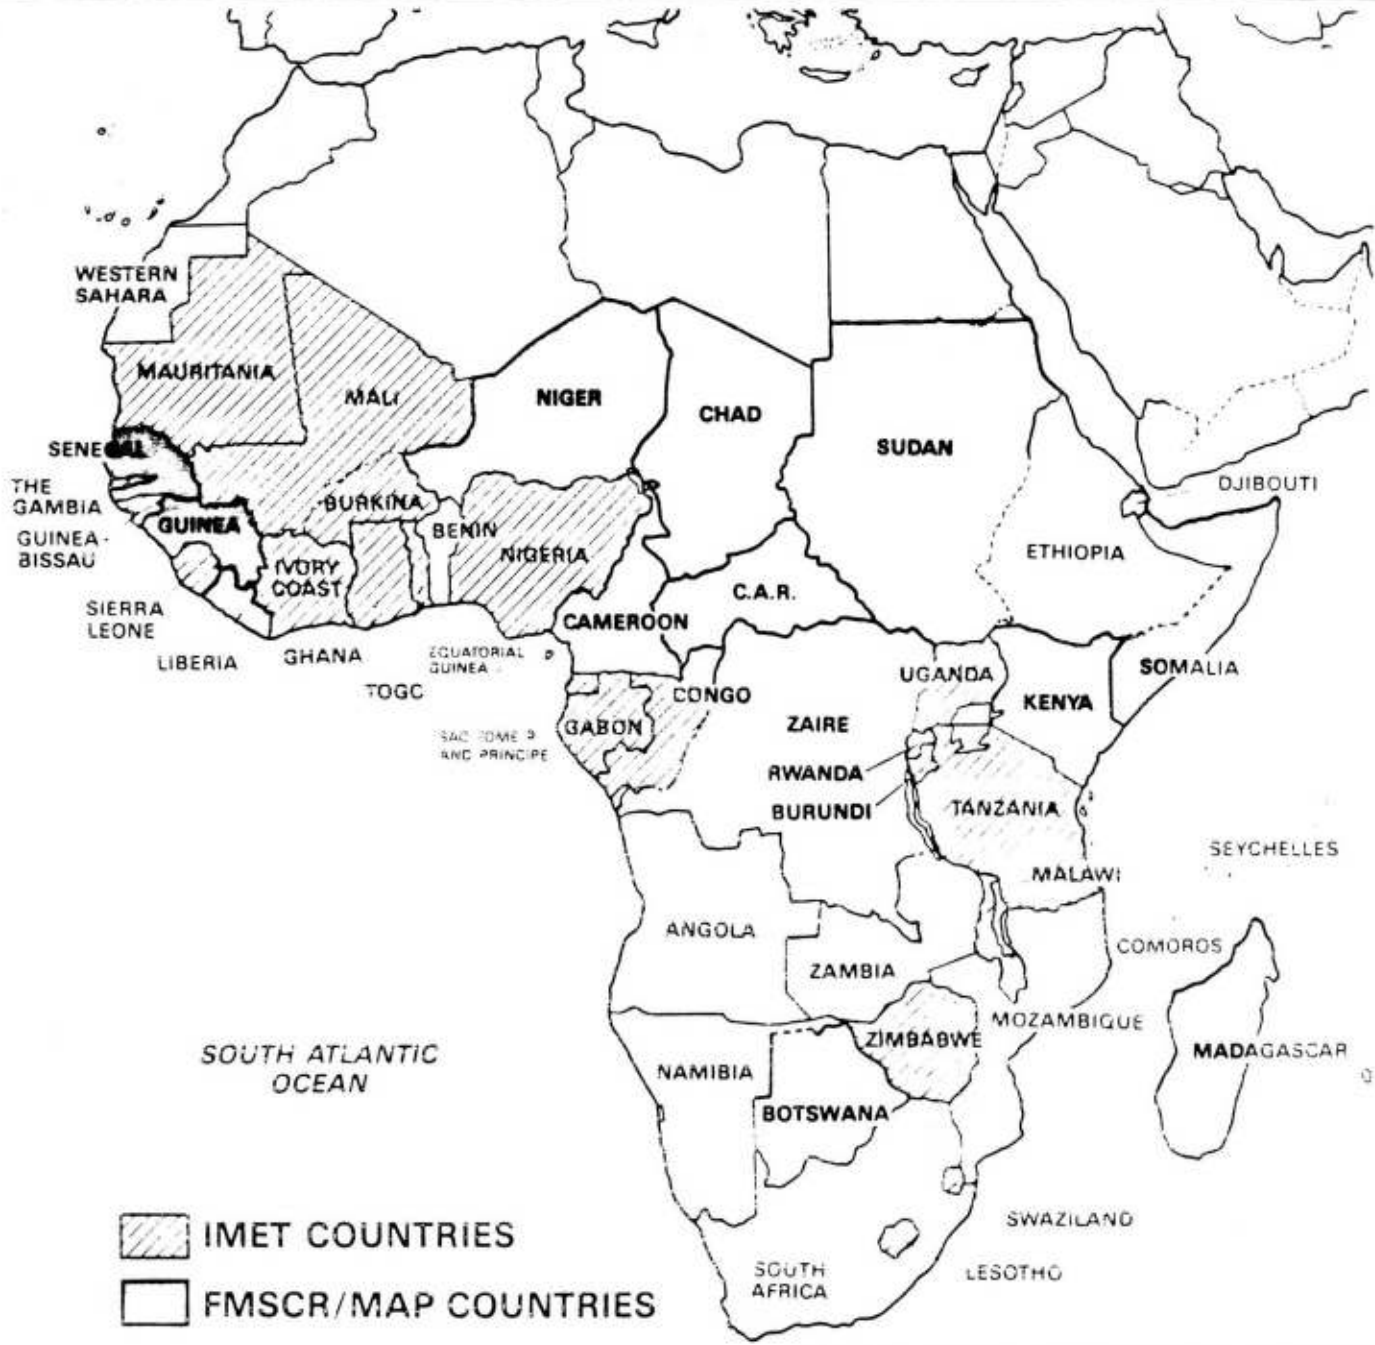 WESTERN
SAHARA
MAURITANIA
MALI
NIGER
CHAD
SUDAN
SENEGAL
THE
GAMBIA
GUINEA-
BISSAU
GUINEA
BURKINA
BENIN
NIGERIA
IVORY
COAST
DJIBOUTI
ETHIOPIA
C.A.R.
CAMEROON
SIERRA
LEONE
LIBERIA
GHANA
TOGO
EQUATORIAL
GUINEA
UGANDA
SOMALIA
CONGO
KENYA
GABON
ZAIRE
SAO TOME
AND PRINCIPE
RWANDA
BURUNDI
TANZANIA
SEYCHELLES
MALAWI
ANGOLA
COMOROS
ZAMBIA
MOZAMBIQUE
ZIMBABWE
MADAGASCAR
SOUTH ATLANTIC
OCEAN
NAMIBIA
BOTSWANA
SWAZILAND
LESOTHO
SOUTH
AFRICA
IMET COUNTRIES
FMSCR/MAP COUNTRIES